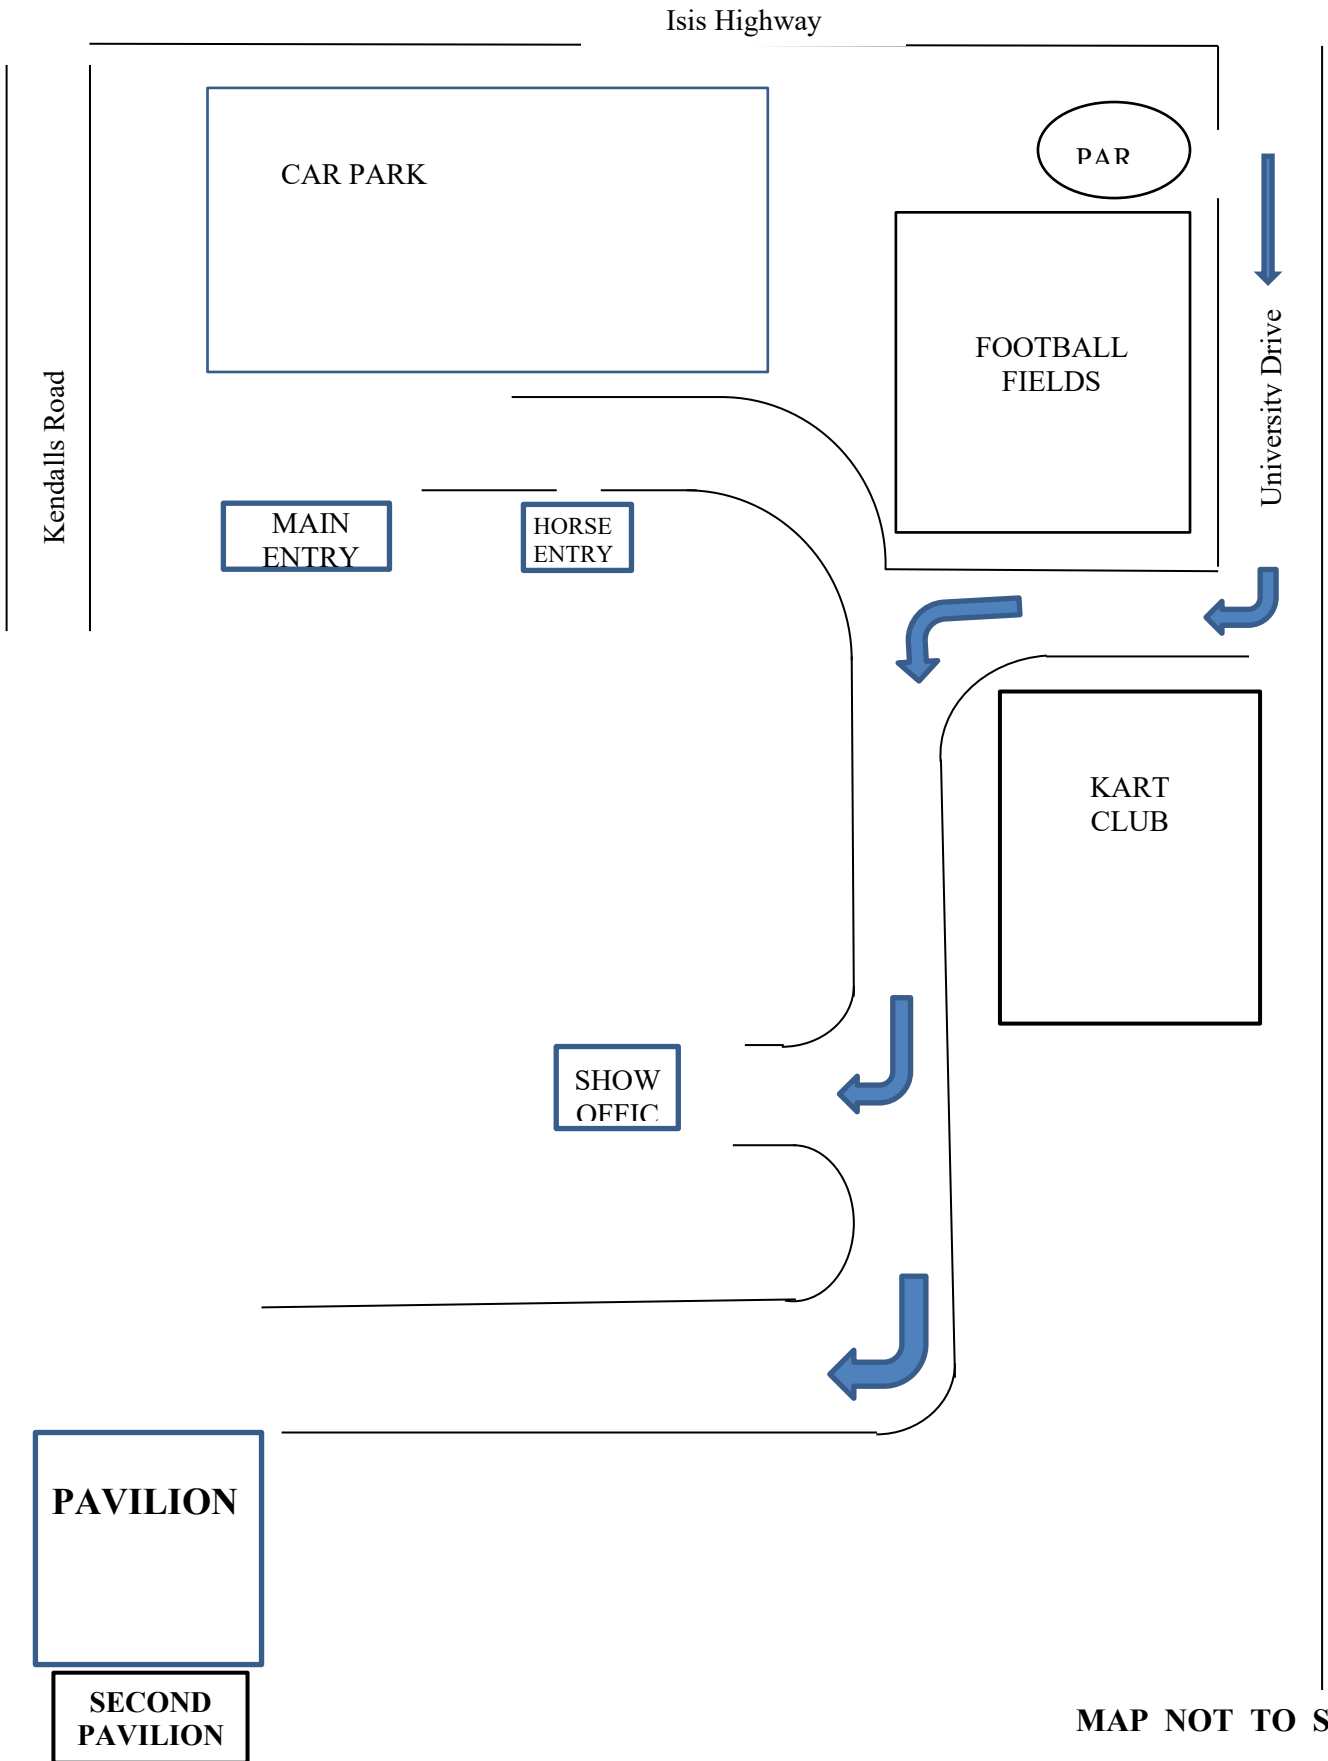 Isis Highway
CAR PARK
PAR
FOOTBALL
FIELDS
University Drive
Kendalls Road
MAIN
ENTRY
HORSE
ENTRY
KART
CLUB
SHOW
OFFIC
PAVILION
SECOND
PAVILION
MAP NOT TO S